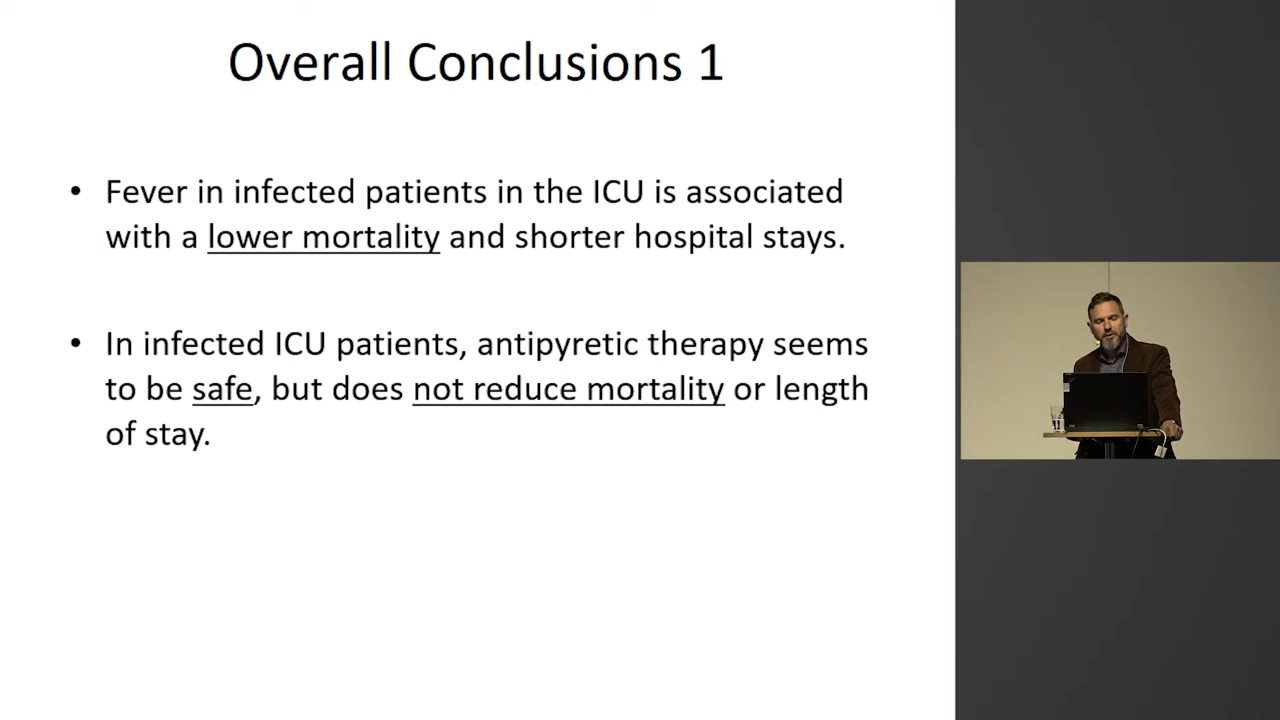 Overall Conclusions 1
• Fever in infected patients in the ICU is associated
with a lower mortality and shorter hospital stays.
• In infected ICU patients, antipyretic therapy seems
to be safe, but does not reduce mortality or length
of stay.